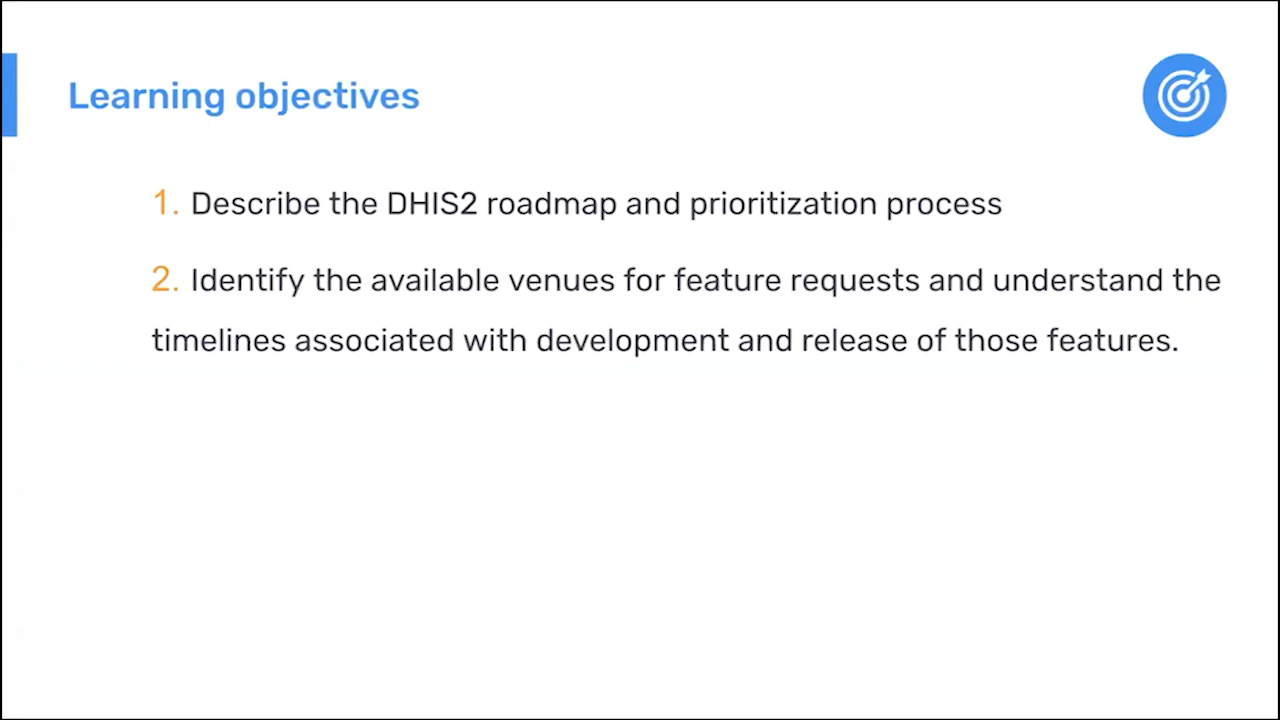 Learning objectives
1. Describe the DHIS2 roadmap and prioritization process
2. Identify the available venues for feature requests and understand the
timelines associated with development and release of those features.